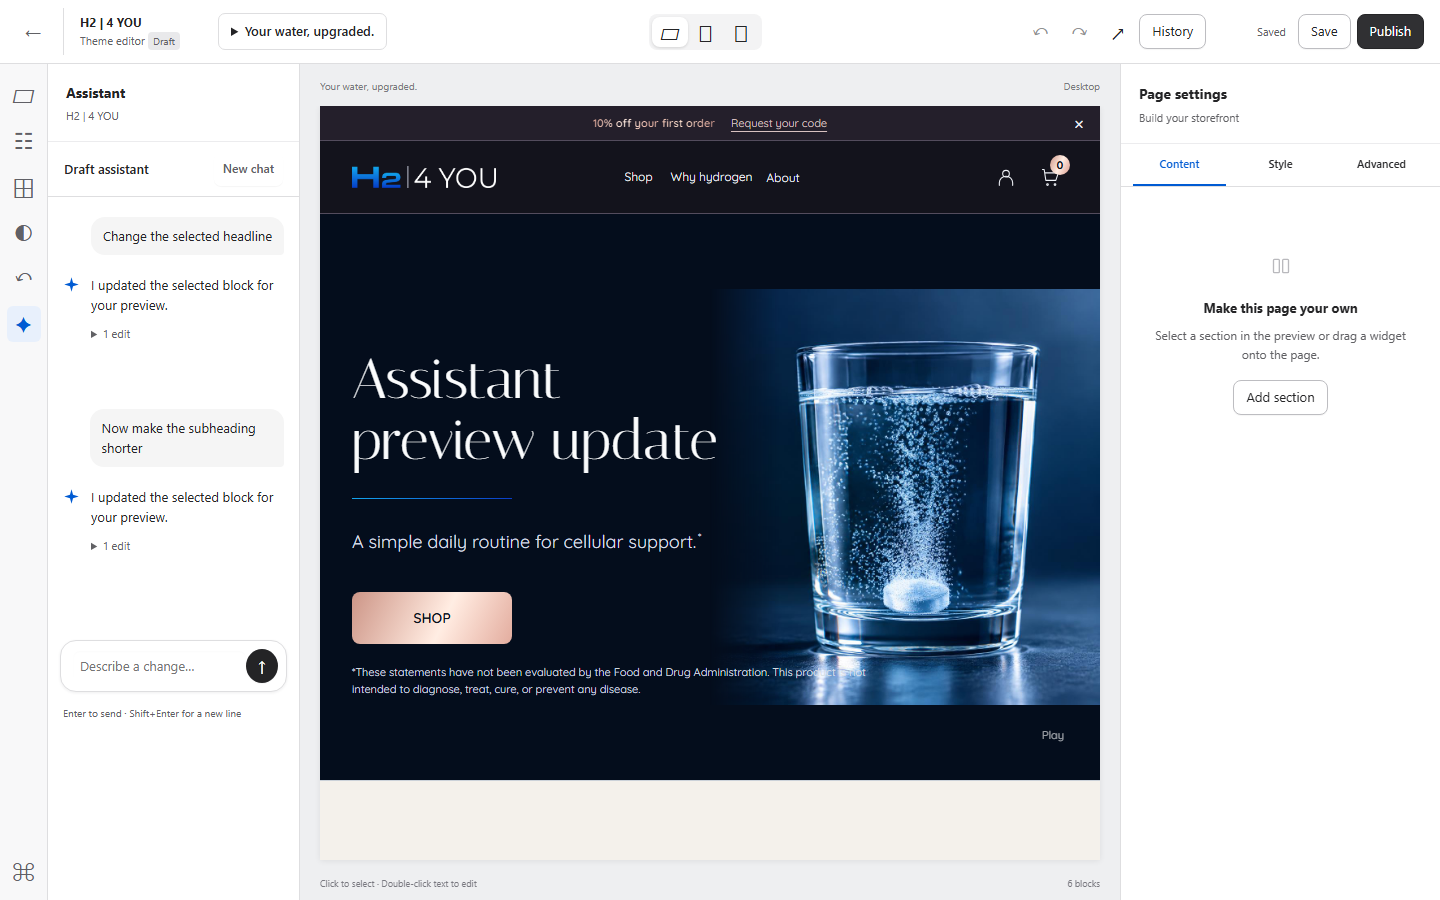 H2 | 4 YOU
Theme editor Draft
Your water, upgraded.
History
Saved
Save
Publish
Assistant
H2 | 4 YOU
Draft assistant
New chat
Change the selected headline
I updated the selected block for
your preview.
1 edit
Now make the subheading
shorter
I updated the selected block for
your preview.
1 edit
Describe a change...
Enter to send · Shift+Enter for a new line
Your water, upgraded.
Desktop
10% off your first order Request your code
H2 | 4 YOU
Shop Why hydrogen About
0
Assistant
preview update
A simple daily routine for cellular support.*
SHOP
*These statements have not been evaluated by the Food and Drug Administration. This product is not
intended to diagnose, treat, cure, or prevent any disease.
Play
Click to select · Double-click text to edit
6 blocks
Page settings
Build your storefront
Content Style Advanced
Make this page your own
Select a section in the preview or drag a widget
onto the page.
Add section